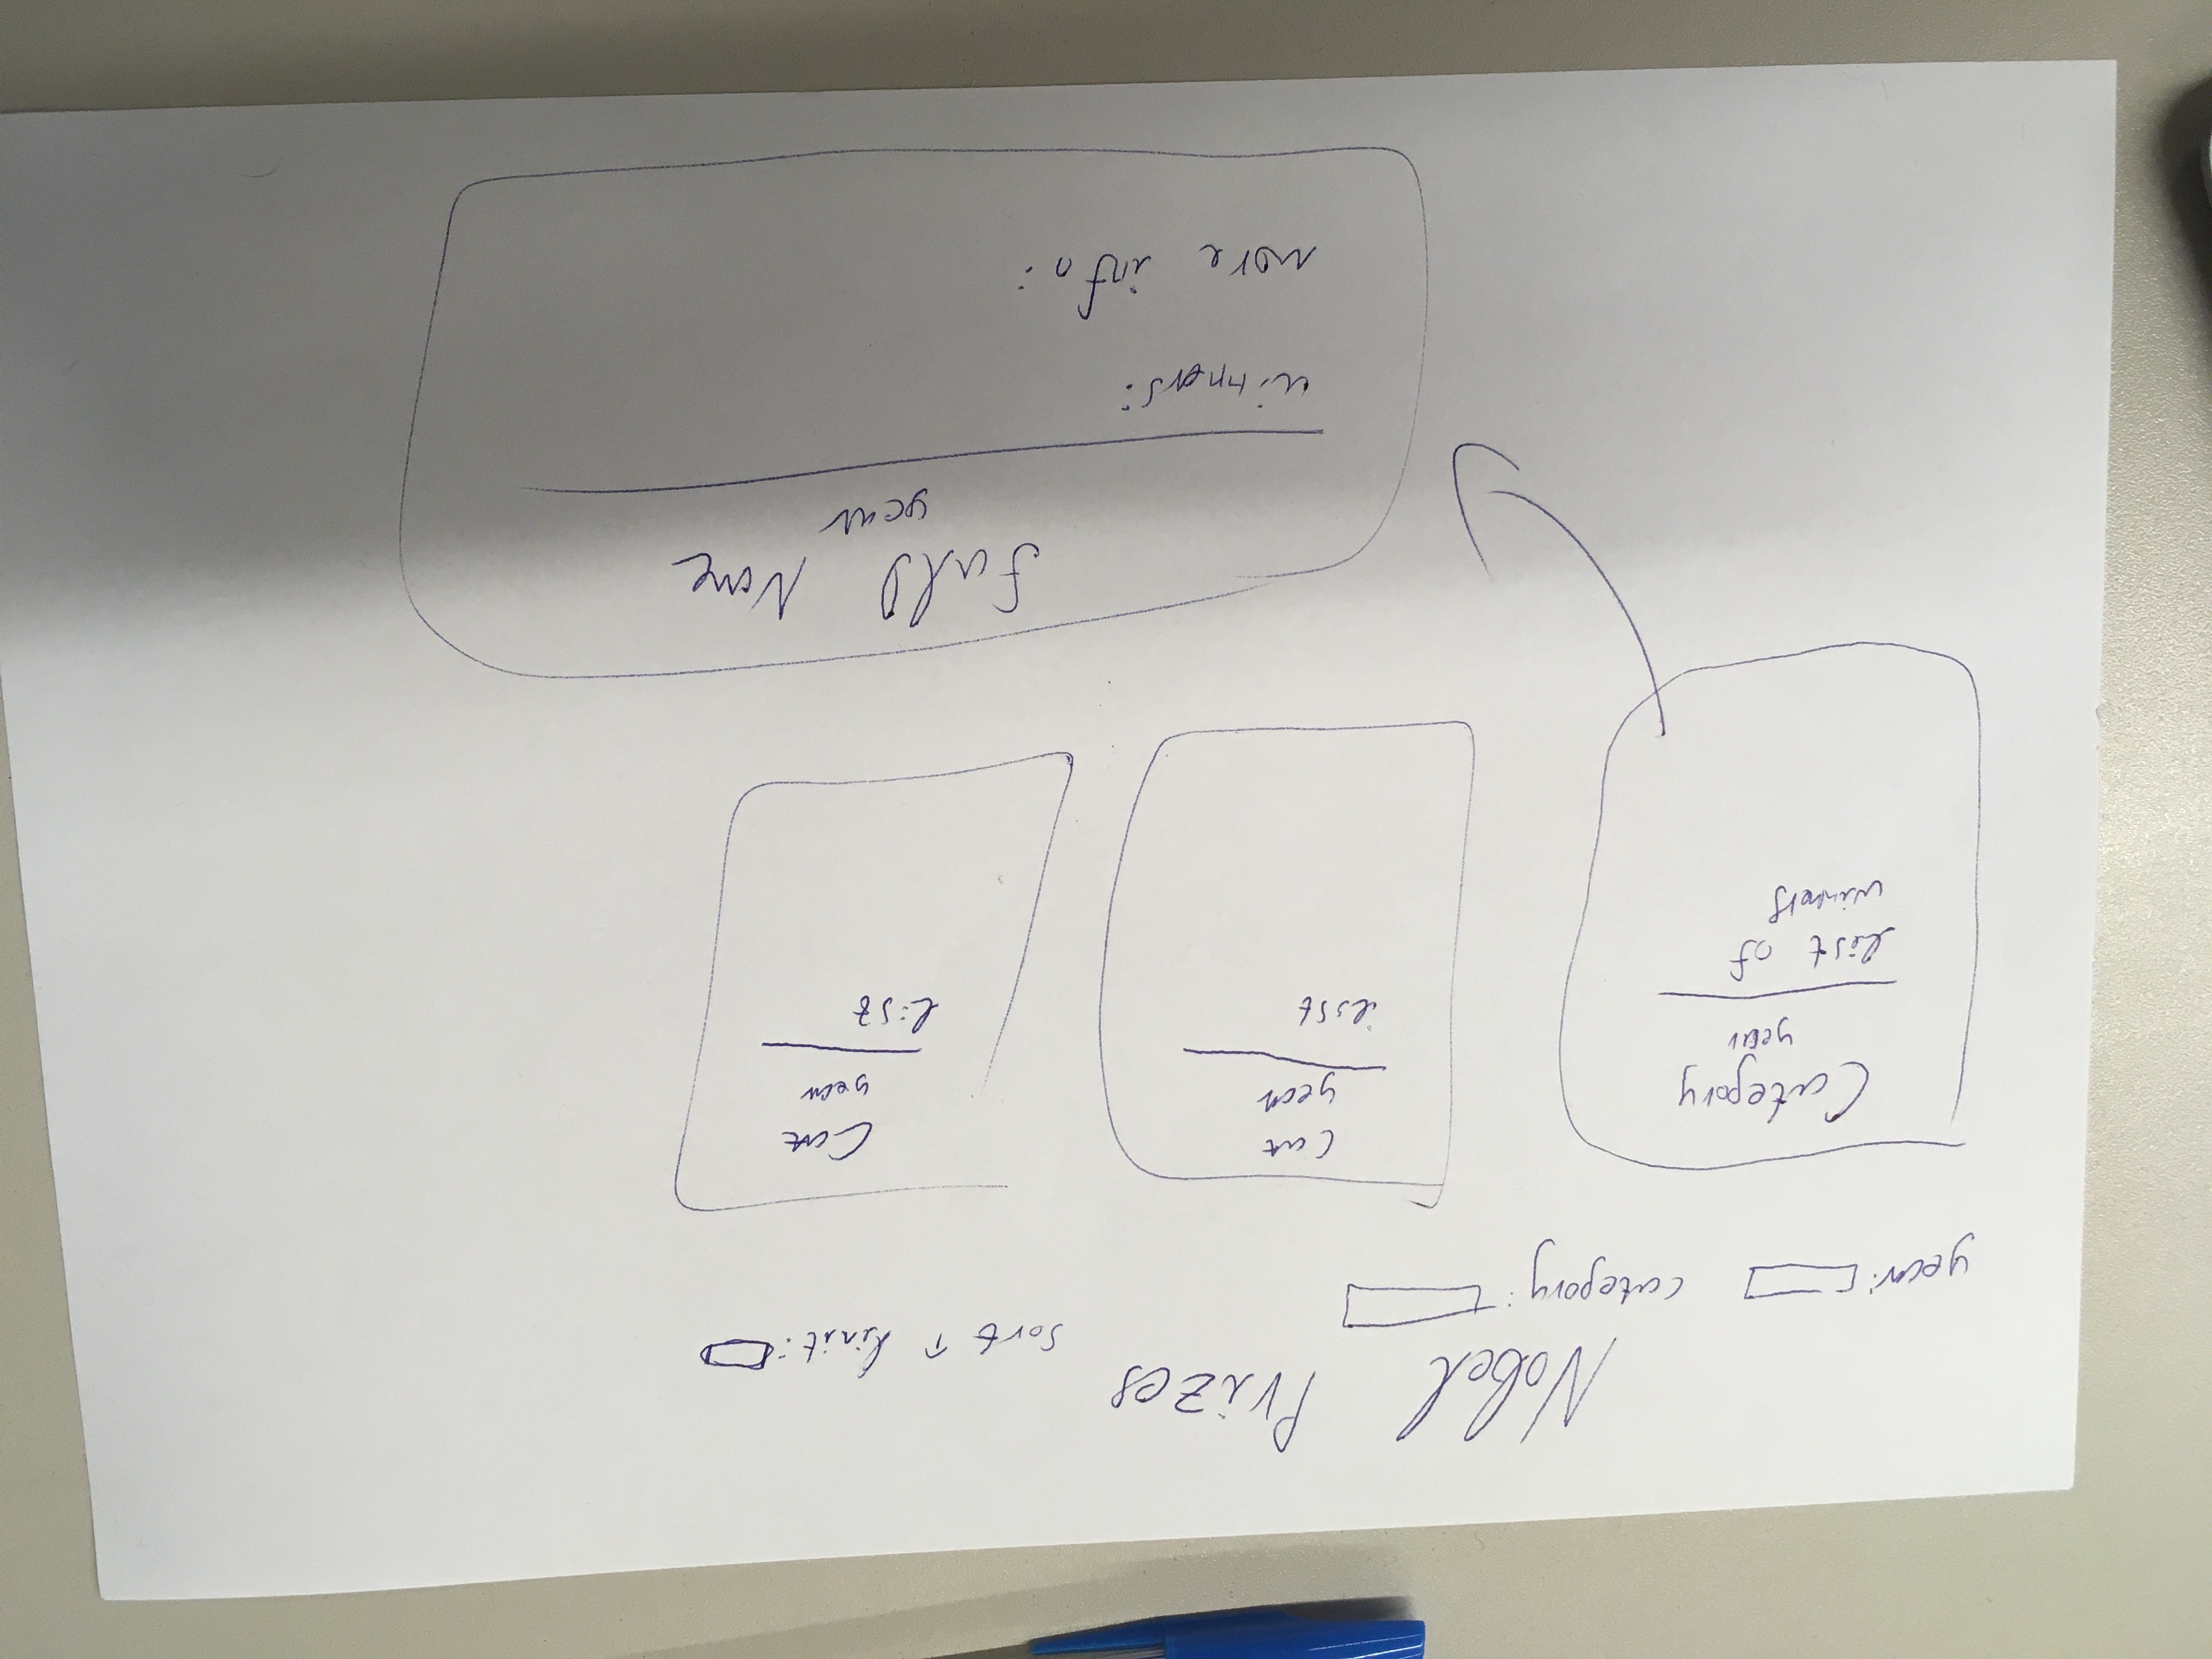 Nobel Prizes
sort ↑ limit:
year: category:
Category
year
list of
winners
Cat
year
list
Cat
year
list
Full Name
year
winners:
more info: